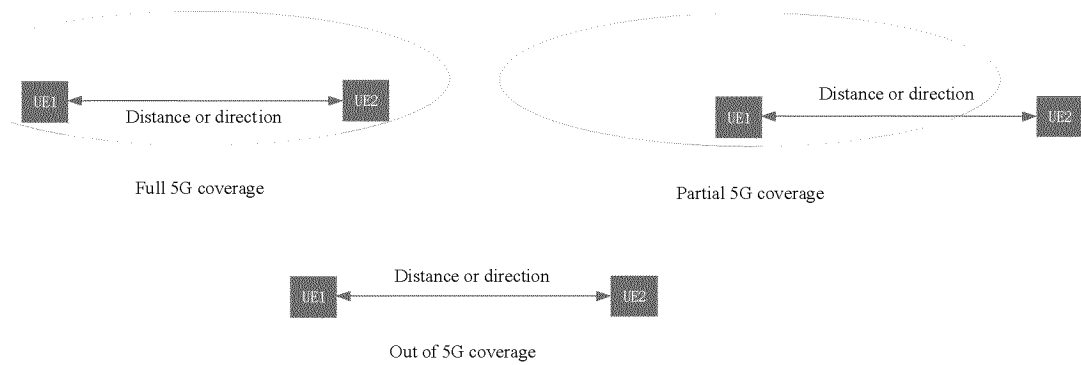 UE1
UE2
Distance or direction
Full 5G coverage
Distance or direction
UE1
UE2
Partial 5G coverage
Distance or direction
UE1
UE2
Out of 5G coverage